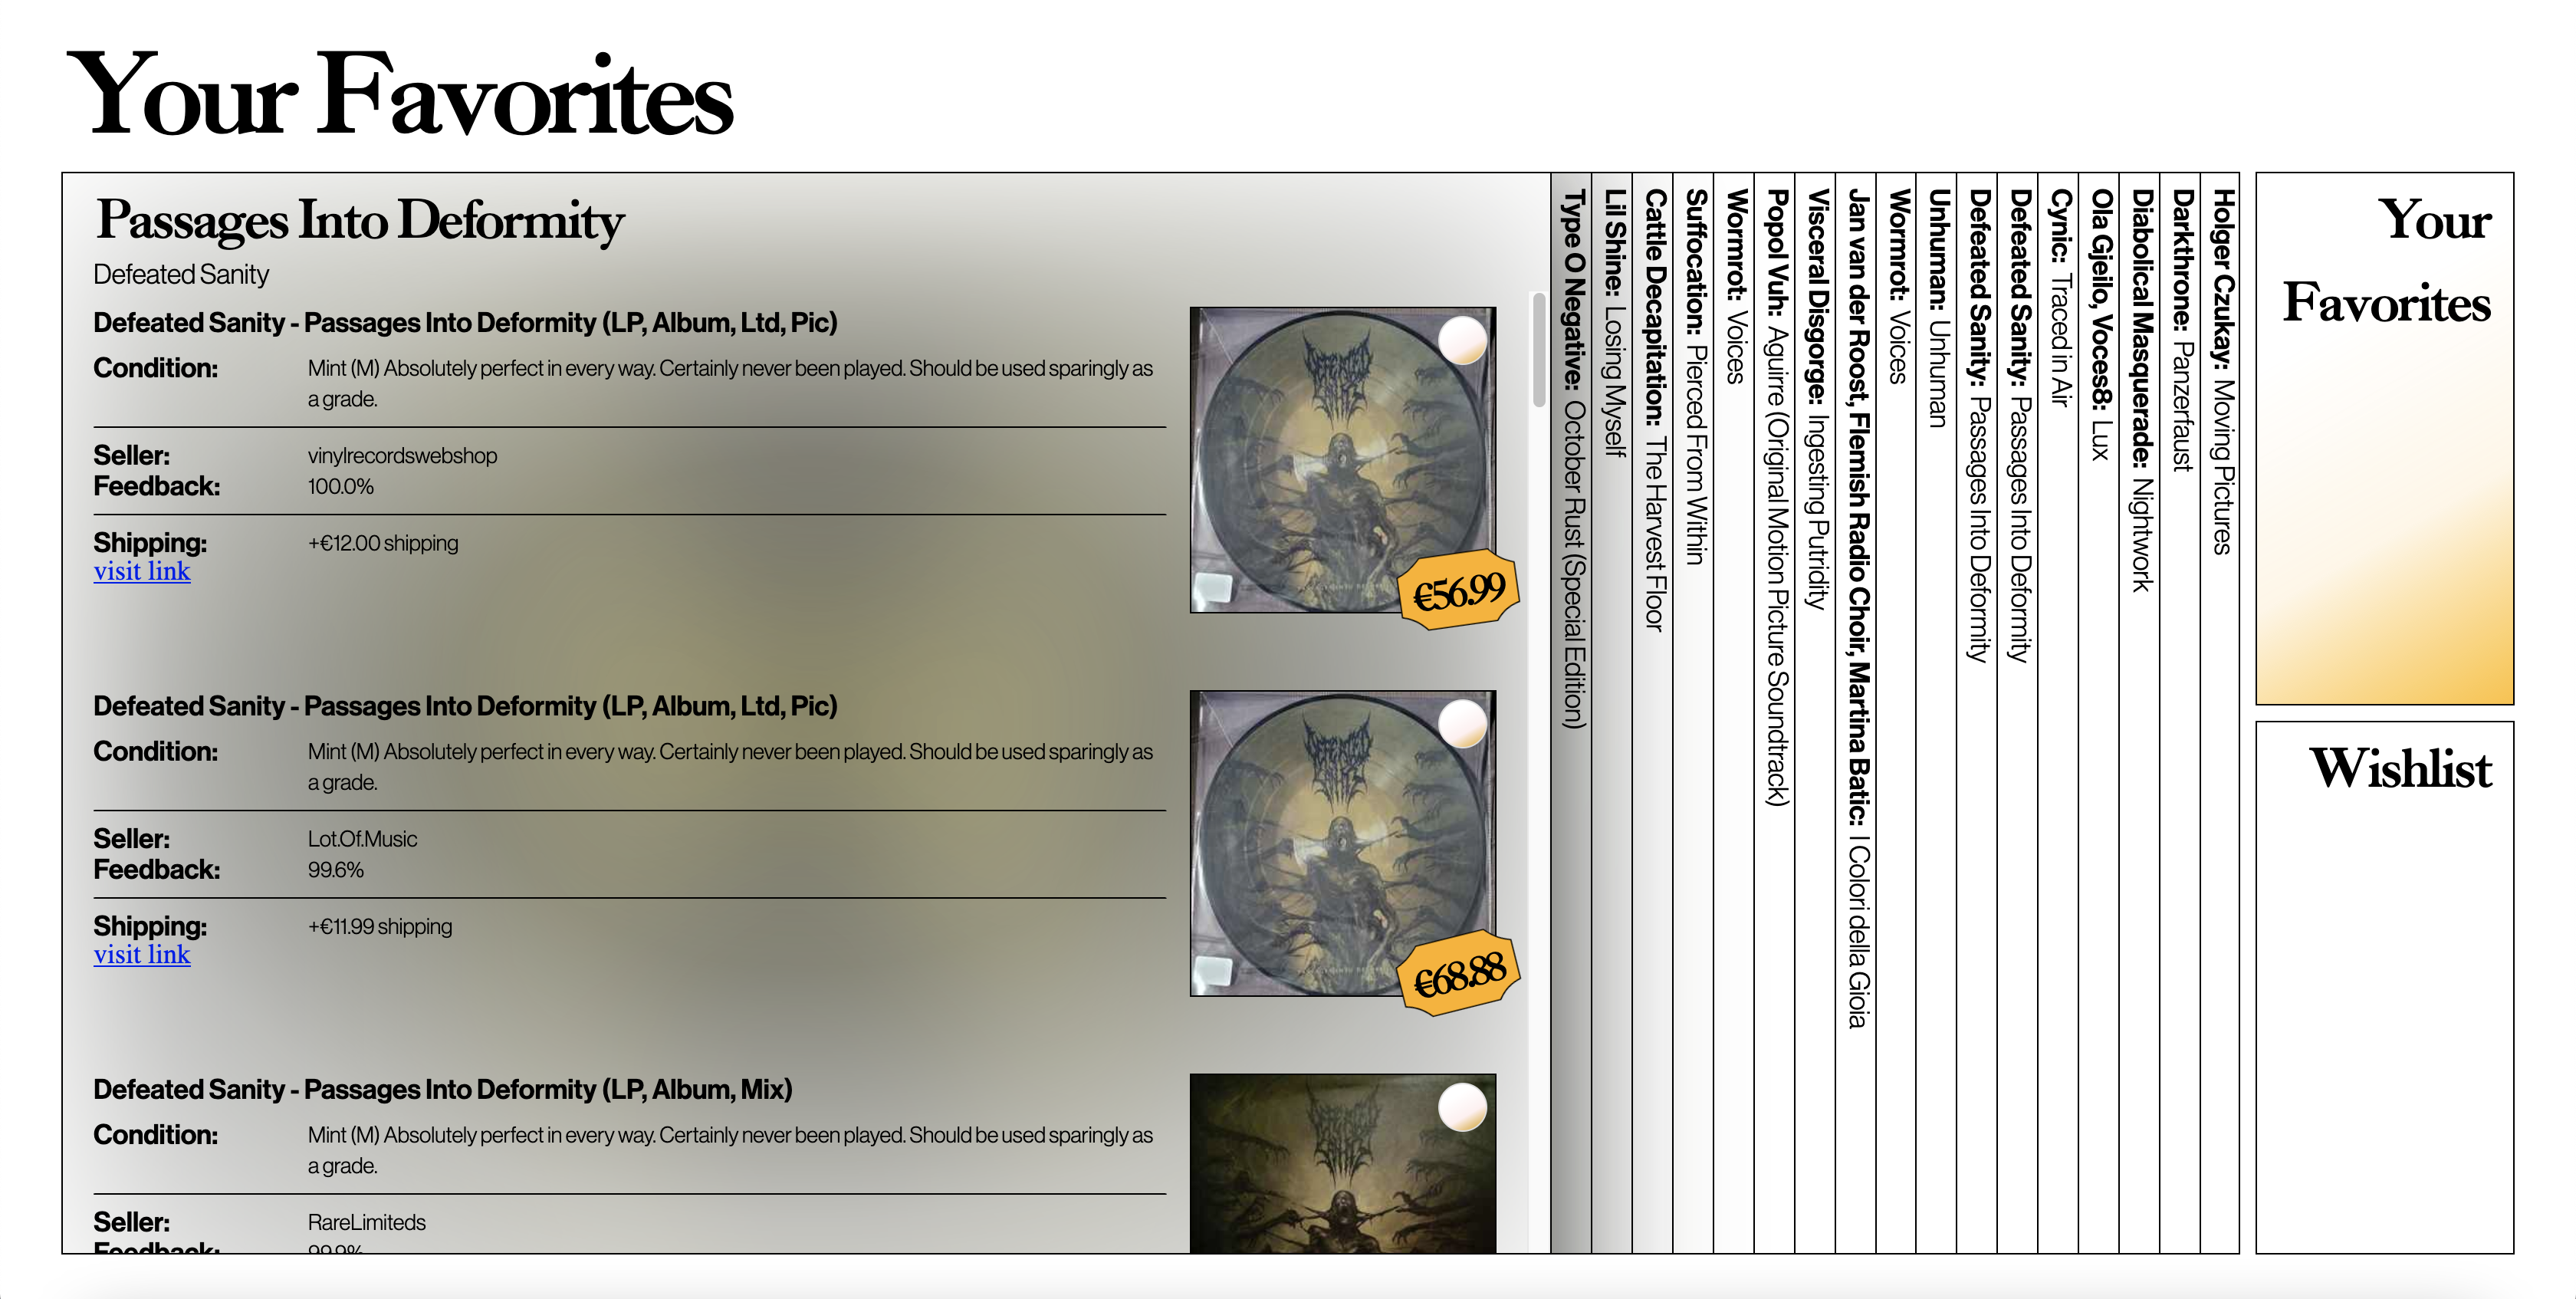 Your Favorites
Passages Into Deformity
Defeated Sanity
Defeated Sanity - Passages Into Deformity (LP, Album, Ltd, Pic)
Condition: Mint (M) Absolutely perfect in every way. Certainly never been played. Should be used sparingly as
a grade.
Seller: vinylrecordswebshop
Feedback: 100.0%
Shipping: +€12.00 shipping
visit link
€56.99
Defeated Sanity - Passages Into Deformity (LP, Album, Ltd, Pic)
Condition: Mint (M) Absolutely perfect in every way. Certainly never been played. Should be used sparingly as
a grade.
Seller: Lot.Of.Music
Feedback: 99.6%
Shipping: +€11.99 shipping
visit link
€68.88
Defeated Sanity - Passages Into Deformity (LP, Album, Mix)
Condition: Mint (M) Absolutely perfect in every way. Certainly never been played. Should be used sparingly as
a grade.
Seller: RareLimiteds
Feedback: 99.9%
Type O Negative: October Rust (Special Edition)
Lil Shine: Losing Myself
Cattle Decapitation: The Harvest Floor
Suffocation: Pierced From Within
Wormrot: Voices
Popol Vuh: Aguirre (Original Motion Picture Soundtrack)
Visceral Disgorge: Ingesting Putridity
Jan van der Roost, Flemish Radio Choir, Martina Batic: I Colori della Gioia
Wormrot: Voices
Unhuman: Unhuman
Defeated Sanity: Passages Into Deformity
Defeated Sanity: Passages Into Deformity
Cynic: Traced in Air
Ola Gjeilo, Voces8: Lux
Diabolical Masquerade: Nightwork
Darkthrone: Panzerfaust
Holger Czukay: Moving Pictures
Your
Favorites
Wishlist